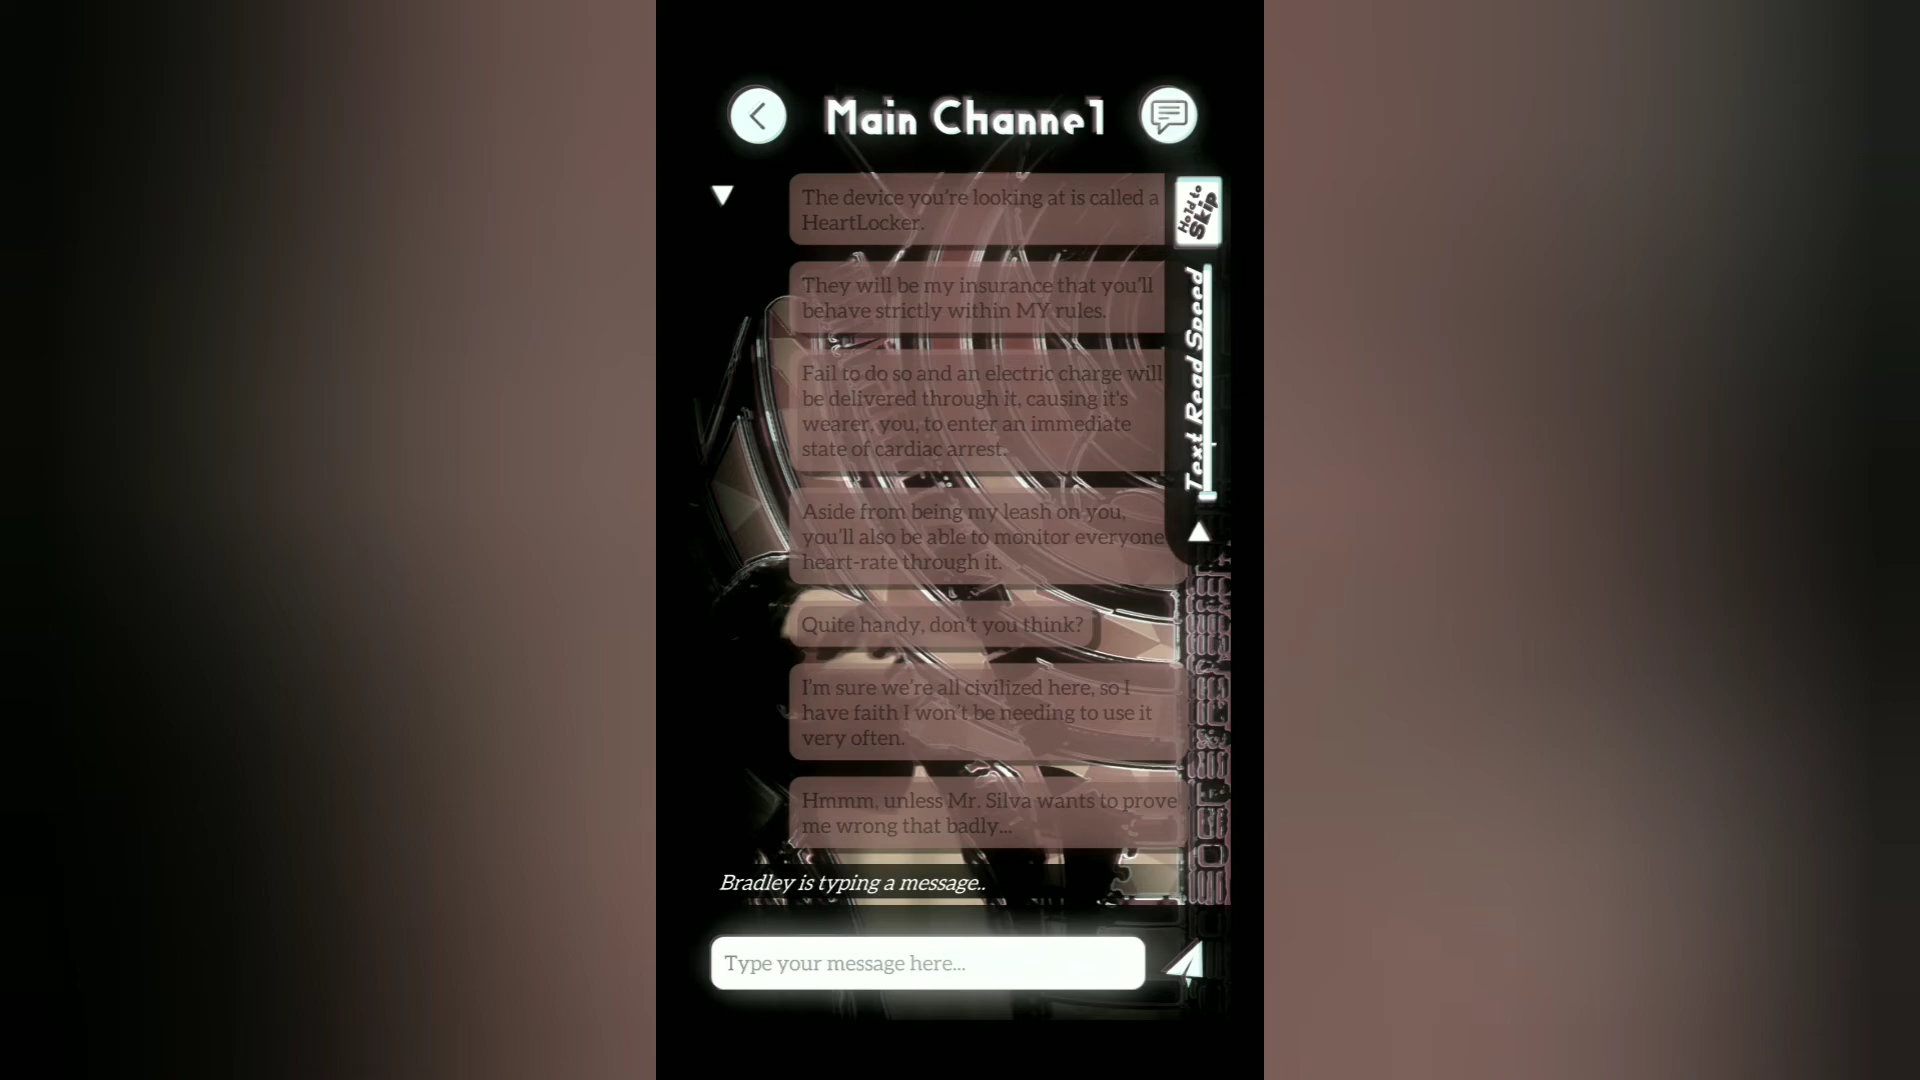 Main Channel
The device you're looking at is called a
HeartLocker.
They will be my insurance that you'll
behave strictly within MY rules.
Fail to do so and an electric charge will
be delivered through it, causing it's
wearer, you, to enter an immediate
state of cardiac arrest.
Aside from being my leash on you,
you'll also be able to monitor everyone
heart-rate through it.
Quite handy, don't you think?
I'm sure we're all civilized here, so I
have faith I won't be needing to use it
very often.
Hmmm, unless Mr. Silva wants to prove
me wrong that badly...
Hold to
Skip
Text Read Speed
Bradley is typing a message..
Type your message here...